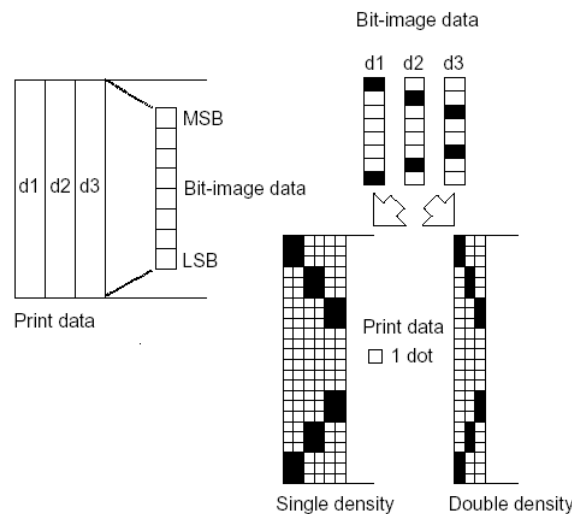 Bit-image data
d1 d2 d3
MSB
d1 d2 d3
Bit-image data
LSB
Print data
Print data
1 dot
Single density
Double density